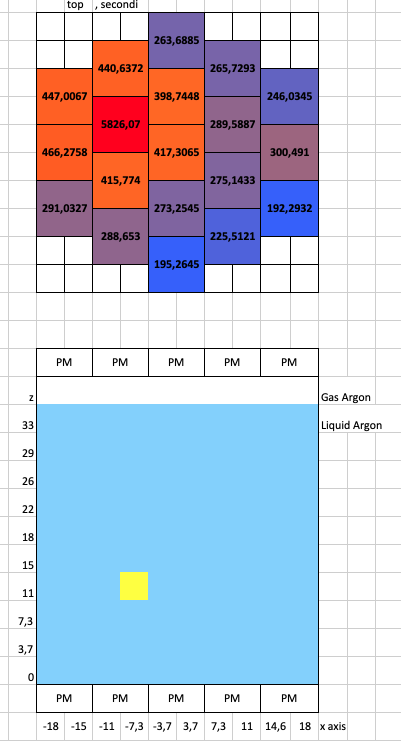 top , secondi
263,6885
440,6372 265,7293
447,0067 398,7448 246,0345
5826,07 289,5887
466,2758 417,3065 300,491
415,774 275,1433
291,0327 273,2545 192,2932
288,653 225,5121
195,2645
PM PM PM PM PM
z Gas Argon
33 Liquid Argon
29
26
22
18
15
11
7,3
3,7
0
PM PM PM PM PM
-18 -15 -11 -7,3 -3,7 3,7 7,3 11 14,6 18 x axis